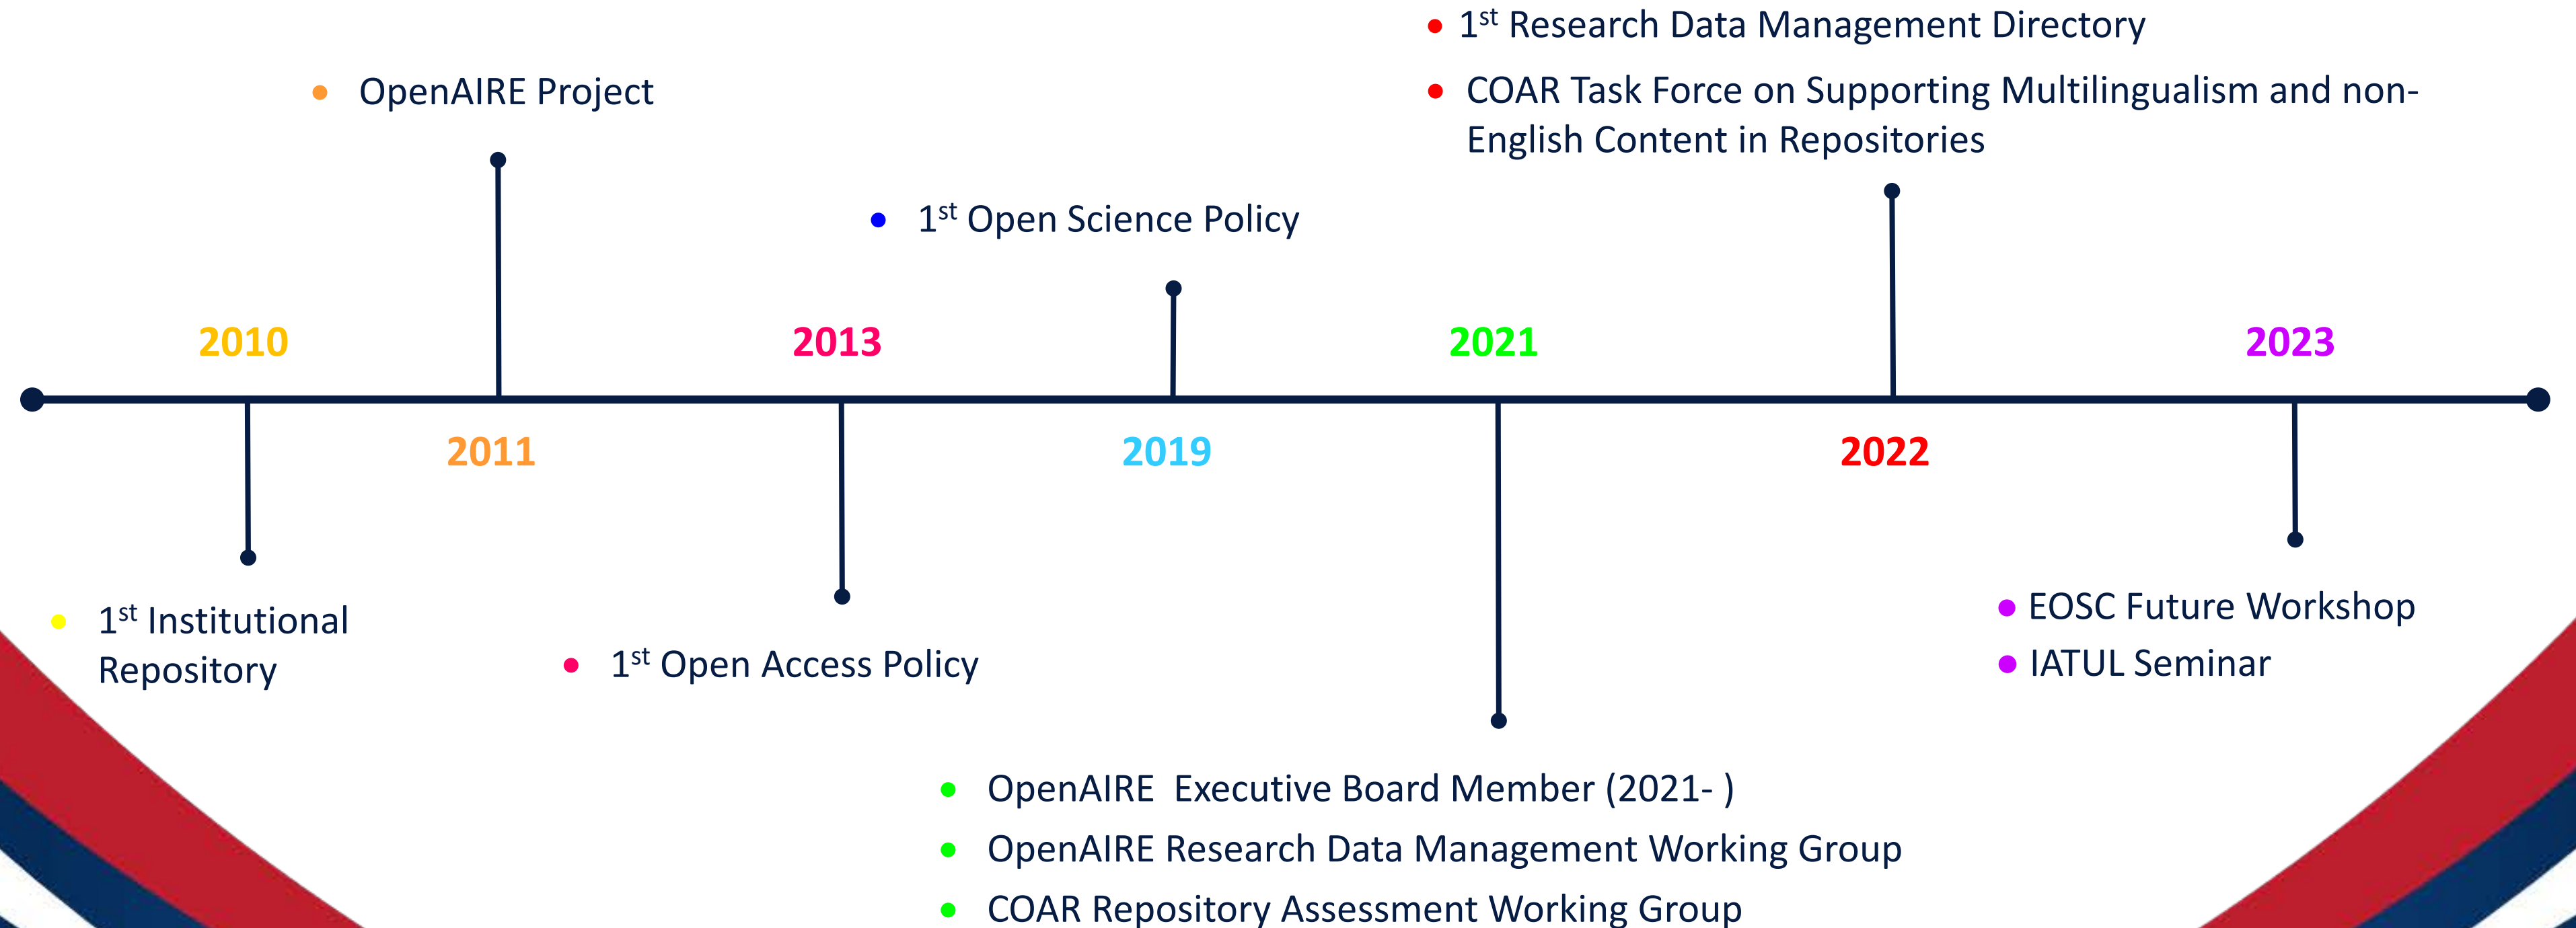 1st Research Data Management Directory
OpenAIRE Project
COAR Task Force on Supporting Multilingualism and non-
English Content in Repositories
1st Open Science Policy
2010
2013
2021
2023
2011
2019
2022
1st Institutional
Repository
1st Open Access Policy
EOSC Future Workshop
IATUL Seminar
OpenAIRE  Executive Board Member (2021- )
OpenAIRE Research Data Management Working Group
COAR Repository Assessment Working Group